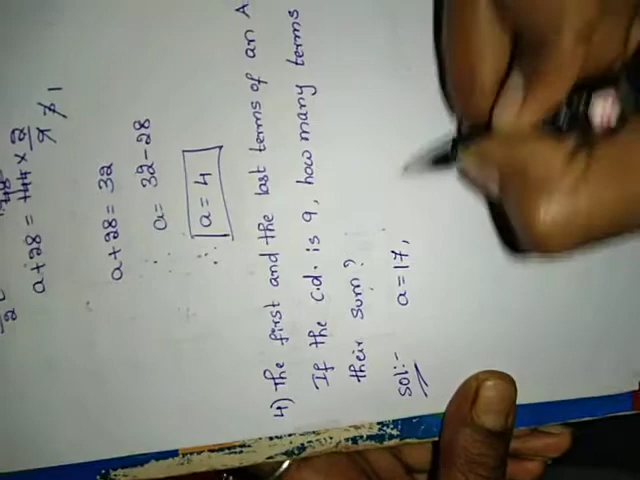 a+28 = 144 × 2
a+28 = 32
∴ a = 32-28
∴ a = 4
4) The first and the last terms of an A
If the c.d. is 9, how many terms
their sum?
Sol:- a=17,